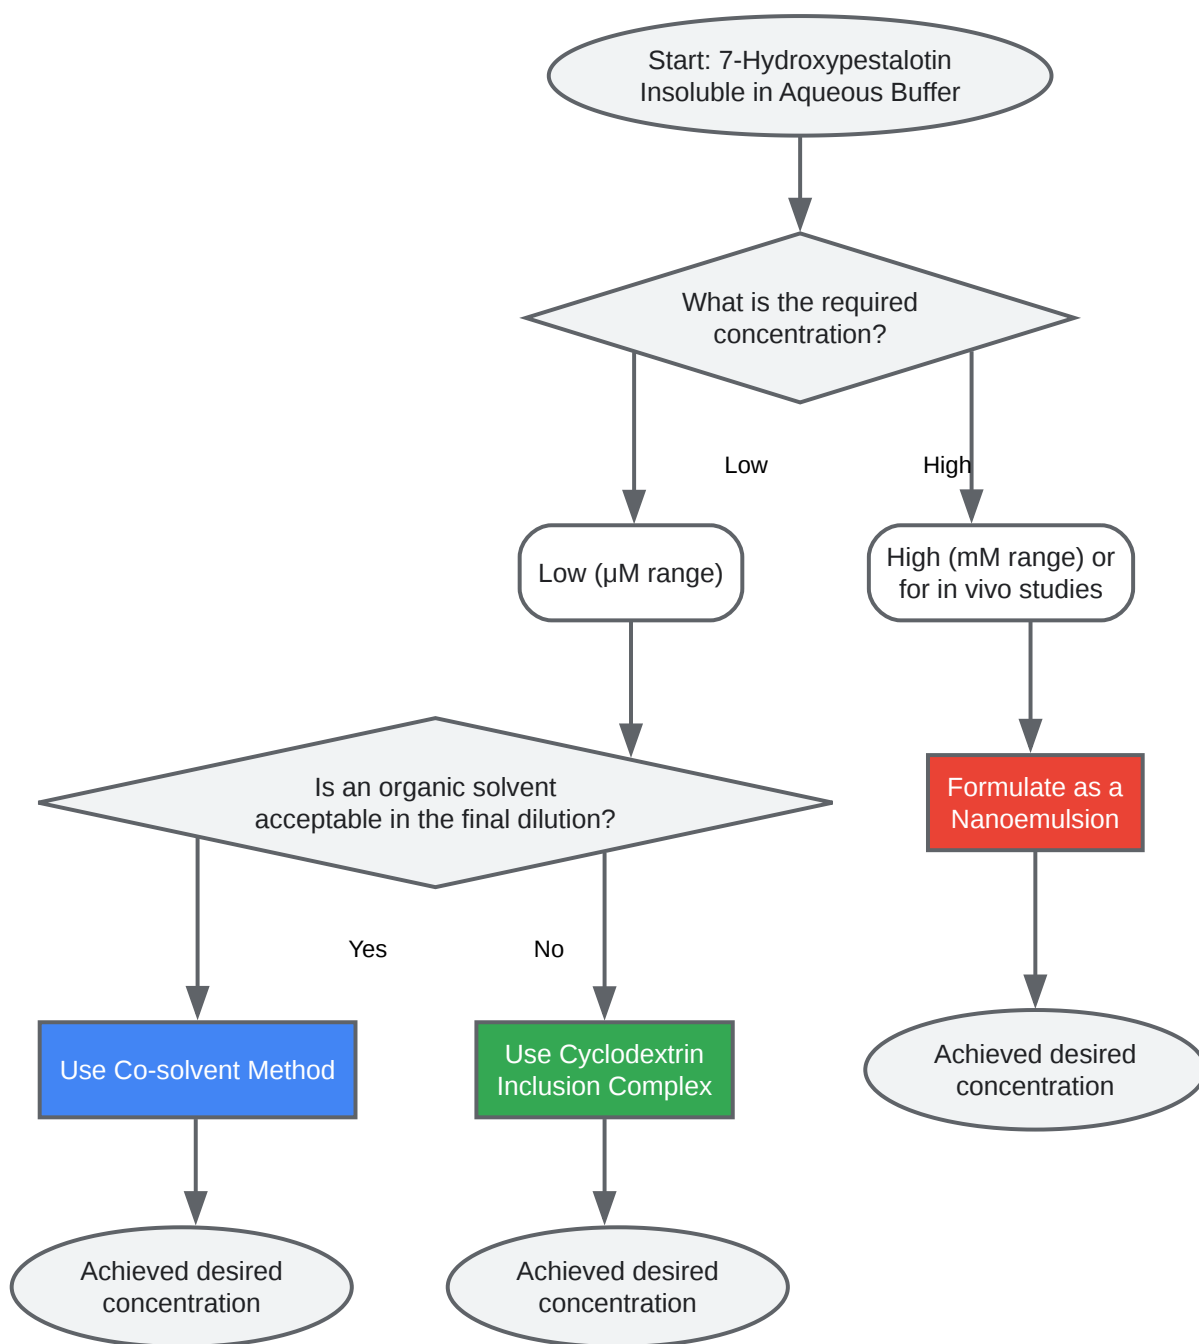 Start: 7-Hydroxypestalotin
Insoluble in Aqueous Buffer
What is the required
concentration?
Low
High
Low (μM range)
High (mM range) or
for in vivo studies
Is an organic solvent
acceptable in the final dilution?
Formulate as a
Nanoemulsion
Yes
No
Use Co-solvent Method
Use Cyclodextrin
Inclusion Complex
Achieved desired
concentration
Achieved desired
concentration
Achieved desired
concentration